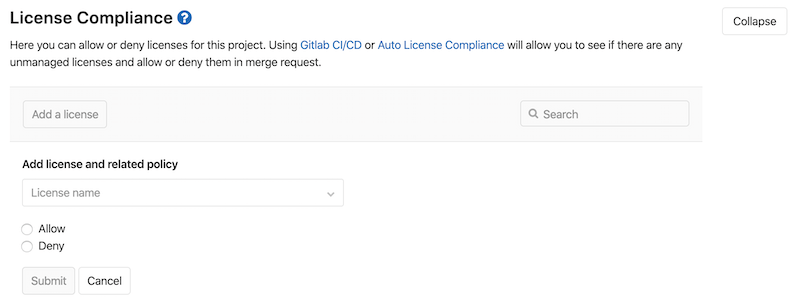 License Compliance ?
Collapse
Here you can allow or deny licenses for this project. Using Gitlab CI/CD or Auto License Compliance will allow you to see if there are any
unmanaged licenses and allow or deny them in merge request.
Add a license
Search
Add license and related policy
License name
Allow
Deny
Submit
Cancel